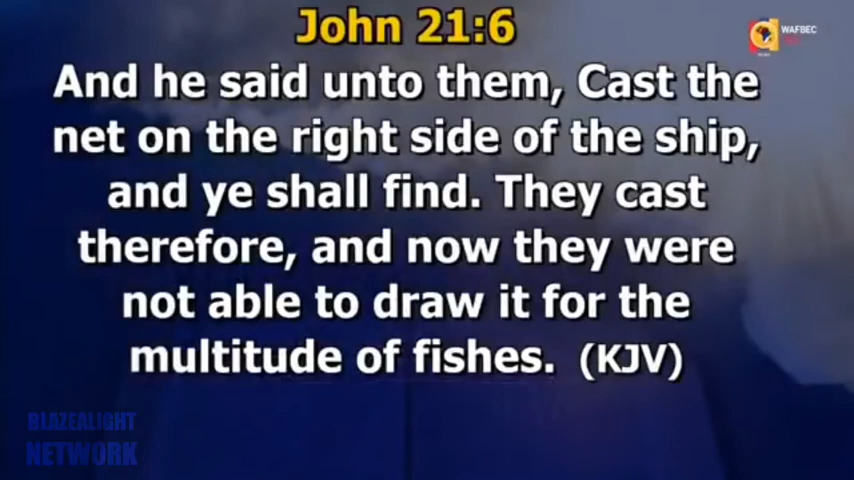 John 21:6
WAFBEC
And he said unto them, Cast the
net on the right side of the ship,
and ye shall find. They cast
therefore, and now they were
not able to draw it for the
multitude of fishes. (KJV)
BLAZEALIGHT
NETWORK